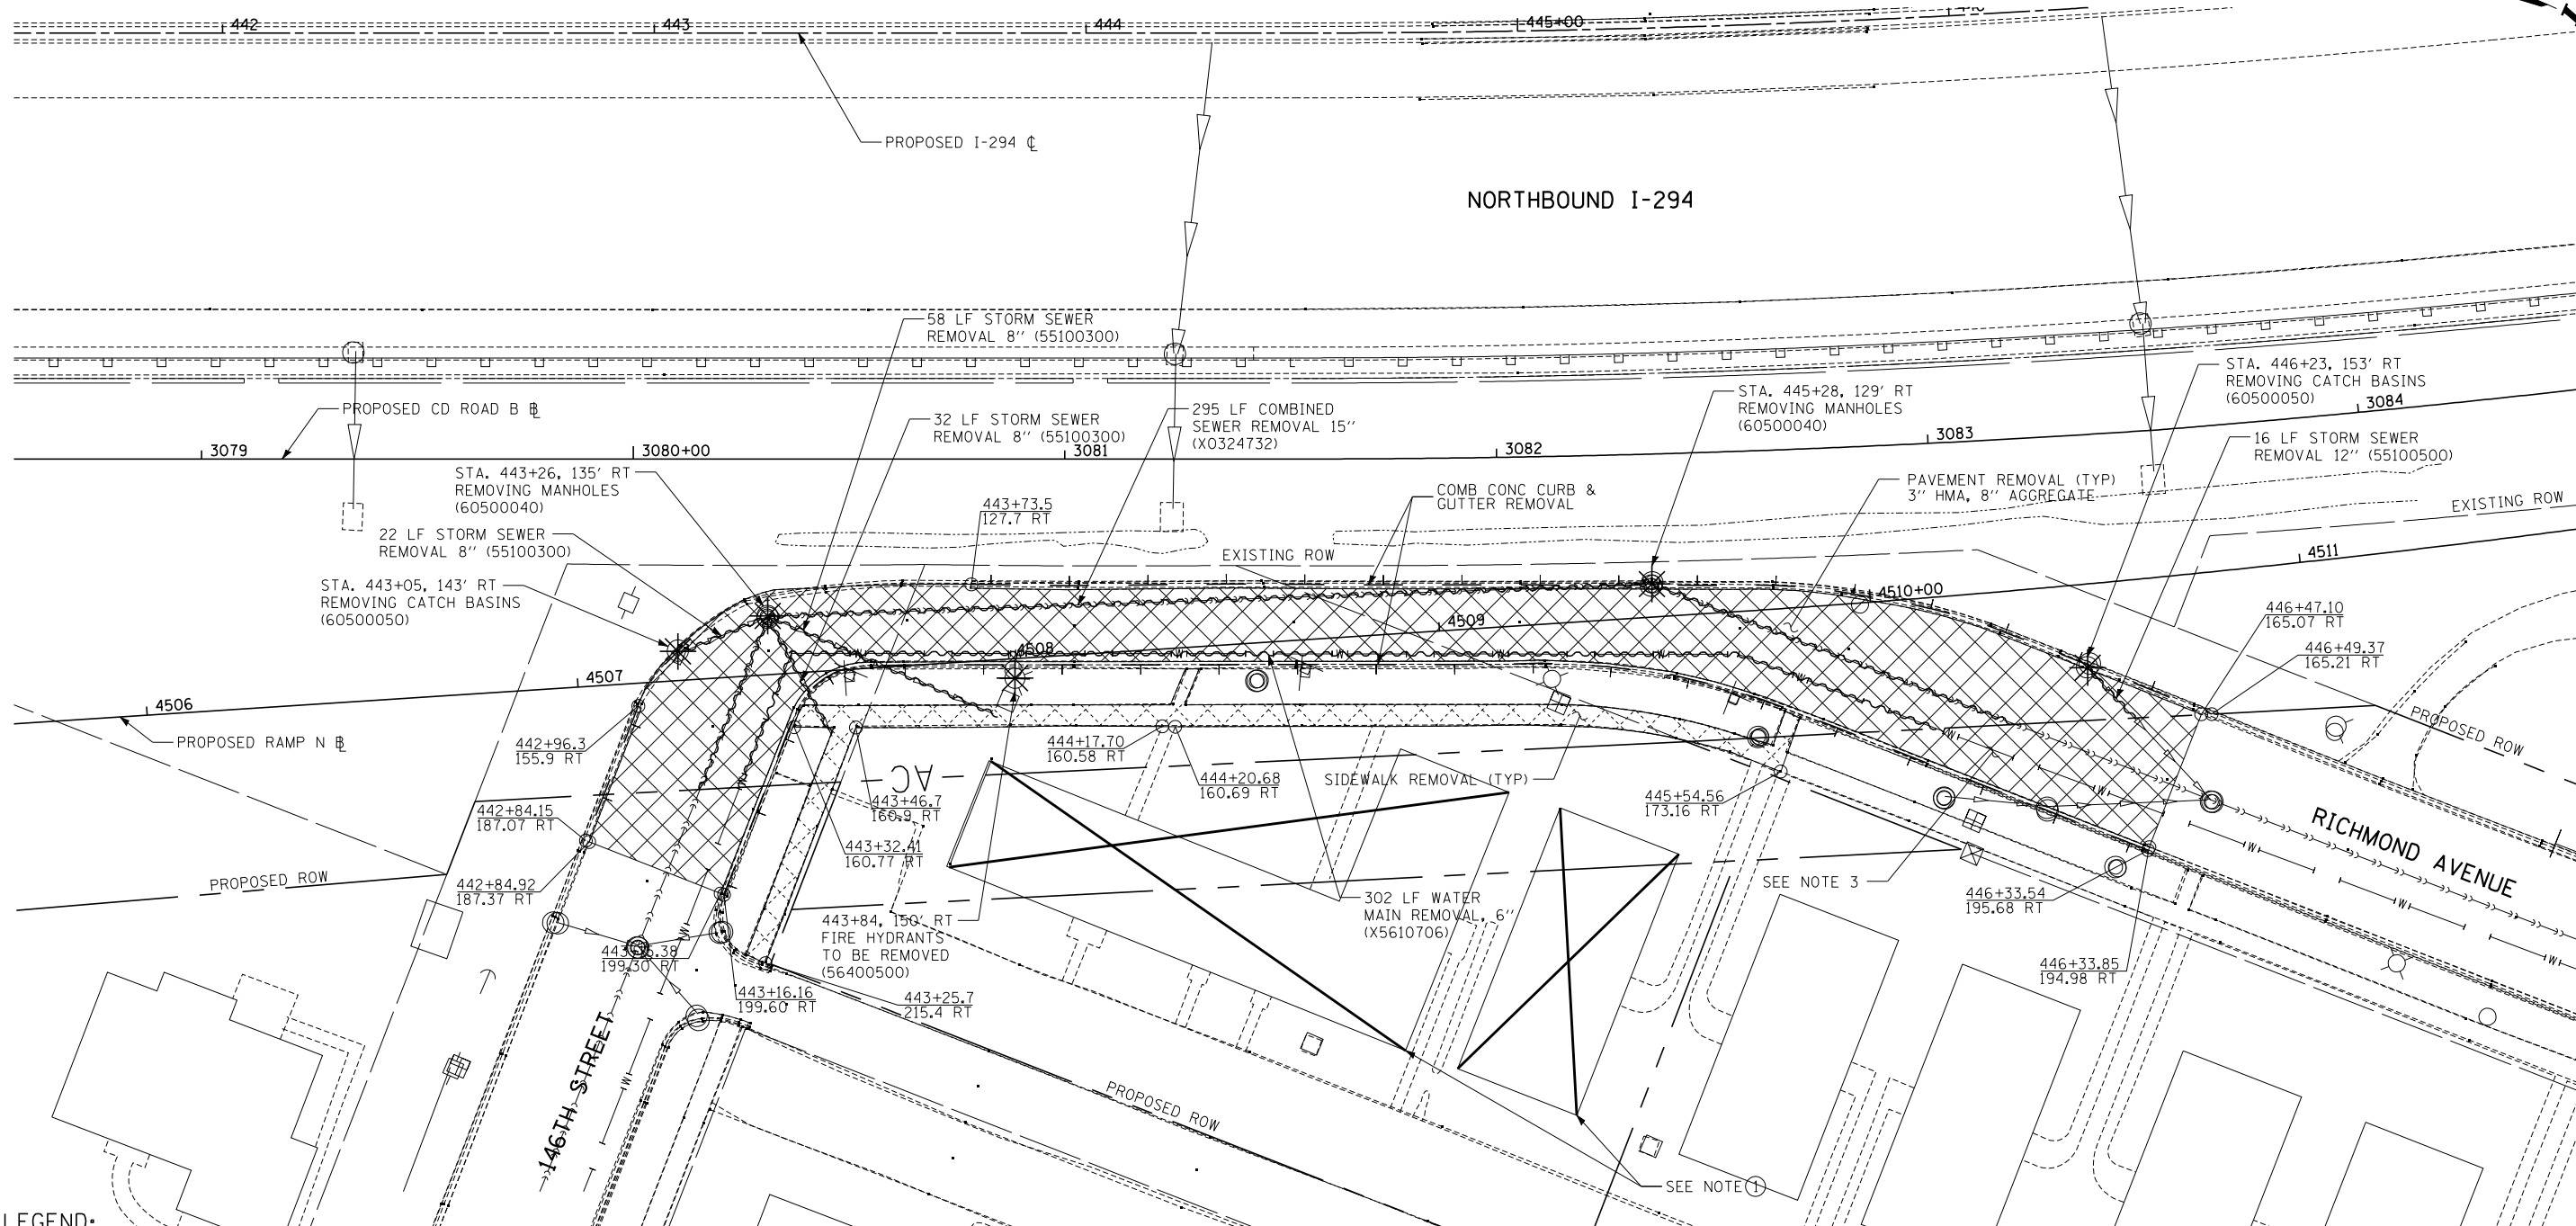 442
443
444
445+00
PROPOSED I-294 ℄
NORTHBOUND I-294
58 LF STORM SEWER
REMOVAL 8'' (55100300)
32 LF STORM SEWER
REMOVAL 8'' (55100300)
295 LF COMBINED
SEWER REMOVAL 15''
(X0324732)
STA. 445+28, 129' RT
REMOVING MANHOLES
(60500040)
STA. 446+23, 153' RT
REMOVING CATCH BASINS
(60500050)
PROPOSED CD ROAD B ⅊
3079
3080+00
3081
3082
3083
3084
16 LF STORM SEWER
REMOVAL 12'' (55100500)
STA. 443+26, 135' RT
REMOVING MANHOLES
(60500040)
443+73.5
127.7 RT
COMB CONC CURB &
GUTTER REMOVAL
PAVEMENT REMOVAL (TYP)
3'' HMA, 8'' AGGREGATE
EXISTING ROW
22 LF STORM SEWER
REMOVAL 8'' (55100300)
EXISTING ROW
STA. 443+05, 143' RT
REMOVING CATCH BASINS
(60500050)
4506
4507
4508
4509
4510+00
4511
446+47.10
165.07 RT
446+49.37
165.21 RT
PROPOSED RAMP N ⅊
442+96.3
155.9 RT
444+17.70
160.58 RT
444+20.68
160.69 RT
SIDEWALK REMOVAL (TYP)
PROPOSED ROW
AC
443+46.7
160.9 RT
442+84.15
187.07 RT
445+54.56
173.16 RT
443+32.41
160.77 RT
RICHMOND AVENUE
PROPOSED ROW
442+84.92
187.37 RT
SEE NOTE 3
446+33.54
195.68 RT
443+84, 150' RT
FIRE HYDRANTS
TO BE REMOVED
(56400500)
302 LF WATER
MAIN REMOVAL, 6''
(X5610706)
199.30 RT
446+33.85
194.98 RT
443+16.16
199.60 RT
443+25.7
215.4 RT
146TH STREET
PROPOSED ROW
SEE NOTE 1
LEGEND: